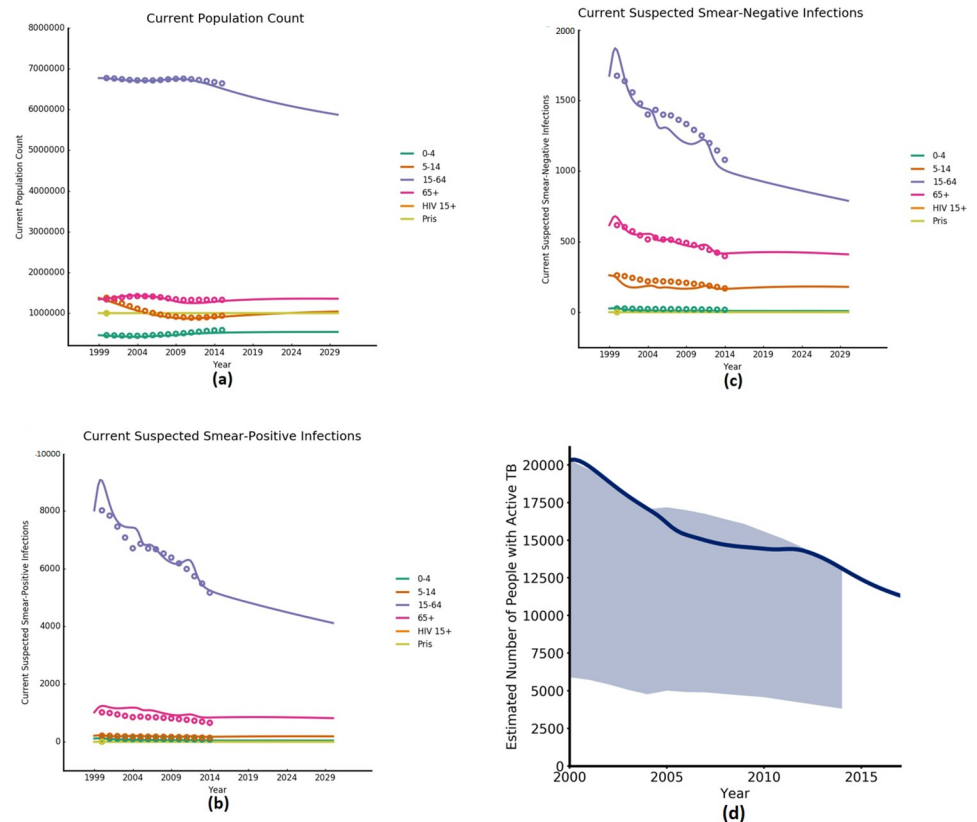 Current Population Count
8000000
7000000
6000000
5000000
4000000
3000000
2000000
1000000
Current Population Count
1999 2004 2009 2014 2019 2024 2029
Year
(a)
0-4
5-14
15-64
65+
HIV 15+
Pris
Current Suspected Smear-Negative Infections
2000
1500
1000
500
0
Current Suspected Smear-Negative Infections
1999 2004 2009 2014 2019 2024 2029
Year
(c)
0-4
5-14
15-64
65+
HIV 15+
Pris
Current Suspected Smear-Positive Infections
10000
8000
6000
4000
2000
0
Current Suspected Smear-Positive Infections
1999 2004 2009 2014 2019 2024 2029
Year
(b)
0-4
5-14
15-64
65+
HIV 15+
Pris
20000
17500
15000
12500
10000
7500
5000
2500
0
Estimated Number of People with Active TB
2000 2005 2010 2015
Year
(d)